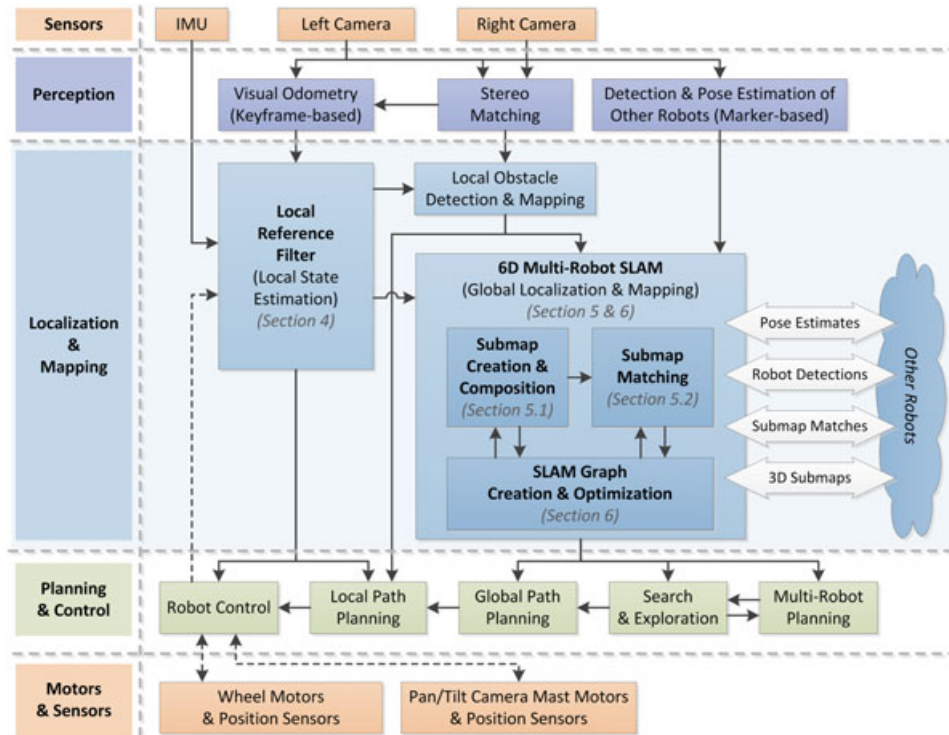 Sensors
IMU
Left Camera
Right Camera
Perception
Visual Odometry
(Keyframe-based)
Stereo
Matching
Detection & Pose Estimation of
Other Robots (Marker-based)
Localization
&
Mapping
Local
Reference
Filter
(Local State
Estimation)
(Section 4)
Local Obstacle
Detection & Mapping
6D Multi-Robot SLAM
(Global Localization & Mapping)
(Section 5 & 6)
Submap
Creation &
Composition
(Section 5.1)
Submap
Matching
(Section 5.2)
SLAM Graph
Creation & Optimization
(Section 6)
Pose Estimates
Robot Detections
Submap Matches
3D Submaps
Other Robots
Planning
& Control
Robot Control
Local Path
Planning
Global Path
Planning
Search
& Exploration
Multi-Robot
Planning
Motors
& Sensors
Wheel Motors
& Position Sensors
Pan/Tilt Camera Mast Motors
& Position Sensors